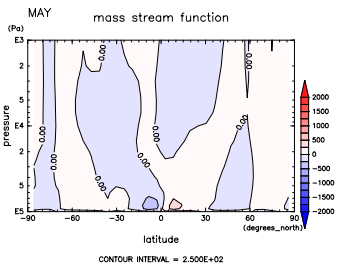 MAY
mass stream function
(Pa)
E3
2
5
E4
2
5
E5
pressure
0.00
0.00
0.00
0.00
0.00
0.00
0.00
0.00
-90
-60
-30
0
30
60
90
(degrees_north)
latitude
2000
1500
1000
500
0
-500
-1000
-1500
-2000
CONTOUR INTERVAL = 2.500E+02